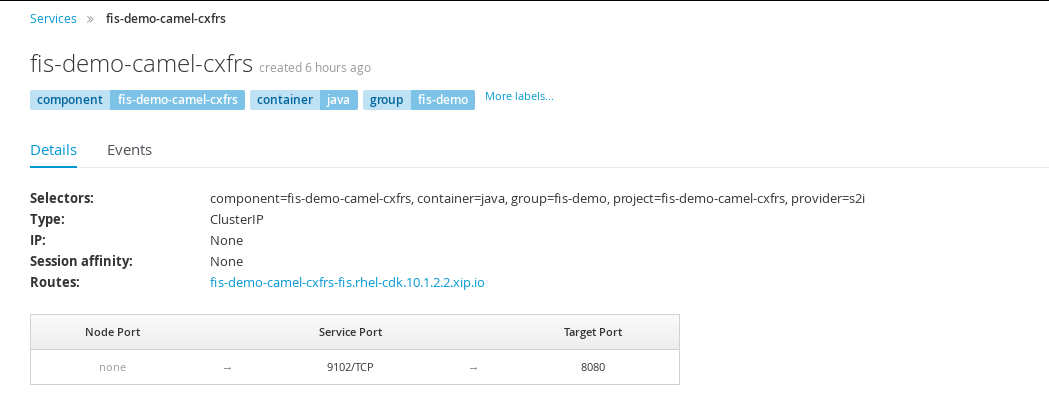 Services » fis-demo-camel-cxfrs
fis-demo-camel-cxfrs created 6 hours ago
component fis-demo-camel-cxfrs container java group fis-demo More labels...
Details Events
Selectors: component=fis-demo-camel-cxfrs, container=java, group=fis-demo, project=fis-demo-camel-cxfrs, provider=s2i
Type: ClusterIP
IP: None
Session affinity: None
Routes: fis-demo-camel-cxfrs-fis.rhel-cdk.10.1.2.2.xip.io
Node Port Service Port Target Port
none → 9102/TCP → 8080